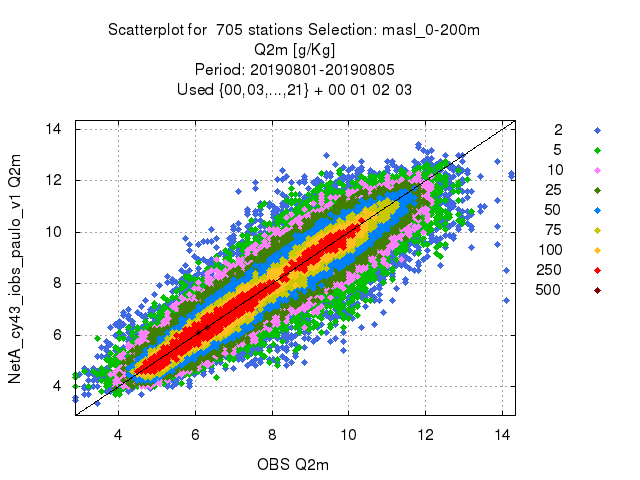 Scatterplot for 705 stations Selection: masl_0-200m
Q2m [g/Kg]
Period: 20190801-20190805
Used {00,03,...,21} + 00 01 02 03
14
12
10
8
6
4
NetA_cy43_iobs_paulo_v1 Q2m
4 6 8 10 12 14
OBS Q2m
2
5
10
25
50
75
100
250
500